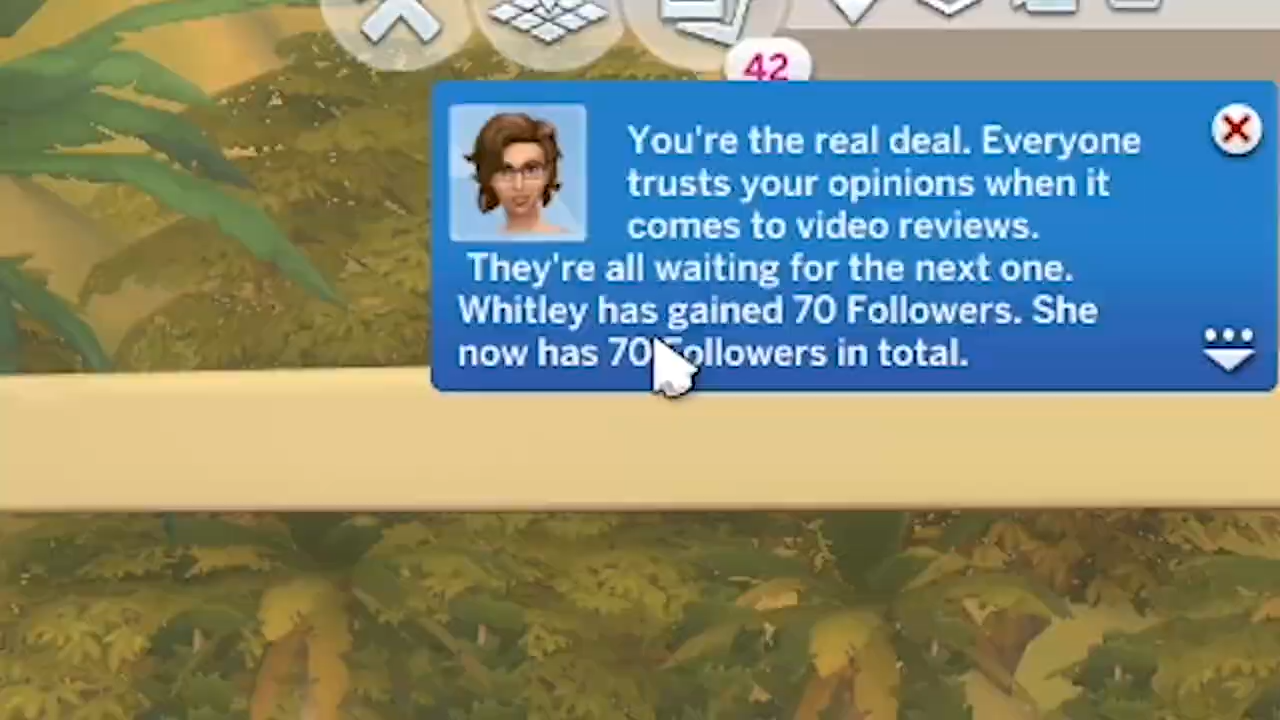 42
You're the real deal. Everyone
trusts your opinions when it
comes to video reviews.
They're all waiting for the next one.
Whitley has gained 70 Followers. She
now has 70 Followers in total.